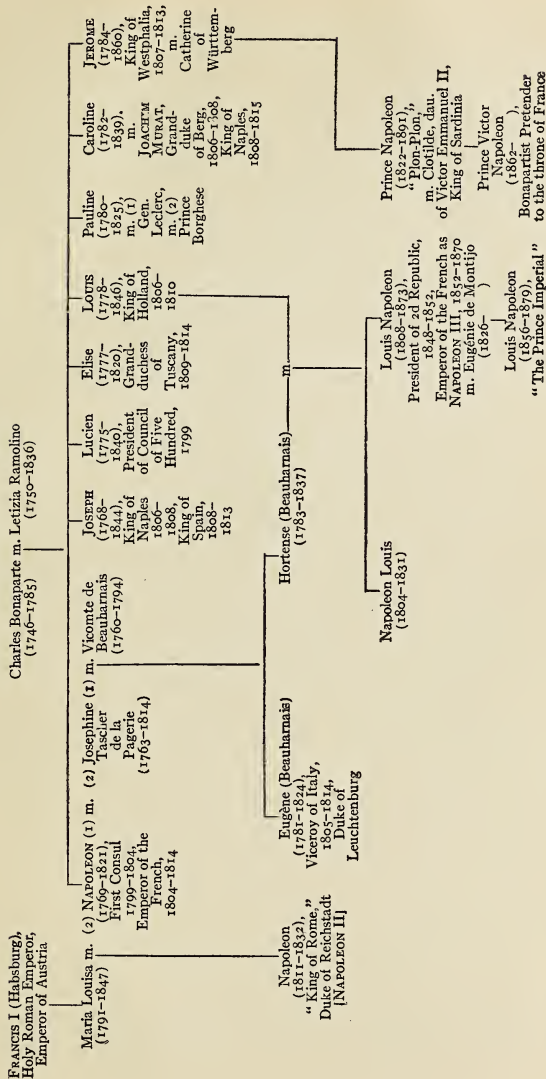 FRANCIS I (Habsburg),
Holy Roman Emperor,
Emperor of Austria
Charles Bonaparte m. Letizia Ramolino
(1746–1785) (1750–1836)
Maria Louisa m.
(1791–1847)
(2) NAPOLEON (1) m.
(1769–1821),
First Consul
1799–1804,
Emperor of the
French,
1804–1814
(2) Josephine (1) m.
Tascher
de la
Pagerie
(1763–1814)
Vicomte de
Beauharnais
(1760–1794)
JOSEPH
(1768–
1844),
King of
Naples
1806–
1808,
King of
Spain,
1808–
1813
Lucien
(1775–
1840),
President
of Council
of Five
Hundred,
1799
Elise
(1777–
1820),
Grand-
duchess
of
Tuscany,
1809–1814
LOUIS
(1778–
1846),
King of
Holland,
1806–
1810
Pauline
(1780–
1825),
m. (1)
Gen.
Leclerc,
m. (2)
Prince
Borghese
Caroline
(1782–
1839),
m.
JOACHIM
MURAT,
Grand-
duke
of Berg,
1806–1808,
King of
Naples,
1808–1815
JEROME
(1784–
1860),
King of
Westphalia,
1807–1813,
m.
Catherine
of
Württem-
berg
Napoleon
(1811–1832),
"King of Rome,"
Duke of Reichstadt
[NAPOLEON II]
Eugène (Beauharnais)
(1781–1824),
Viceroy of Italy,
1805–1814,
Duke of
Leuchtenburg
Hortense (Beauharnais)
(1783–1837)
m
Napoleon Louis
(1804–1831)
Louis Napoleon
(1808–1873),
President of 2d Republic,
1848–1852,
Emperor of the French as
NAPOLEON III, 1852–1870
m. Eugénie de Montijo
(1826– )
Louis Napoleon
(1856–1879),
"The Prince Imperial"
Prince Napoleon
(1822–1891),
"Plon-Plon,"
m. Clotilde, dau.
of Victor Emmanuel II,
King of Sardinia
Prince Victor
Napoleon
(1862– ),
Bonapartist Pretender
to the throne of France